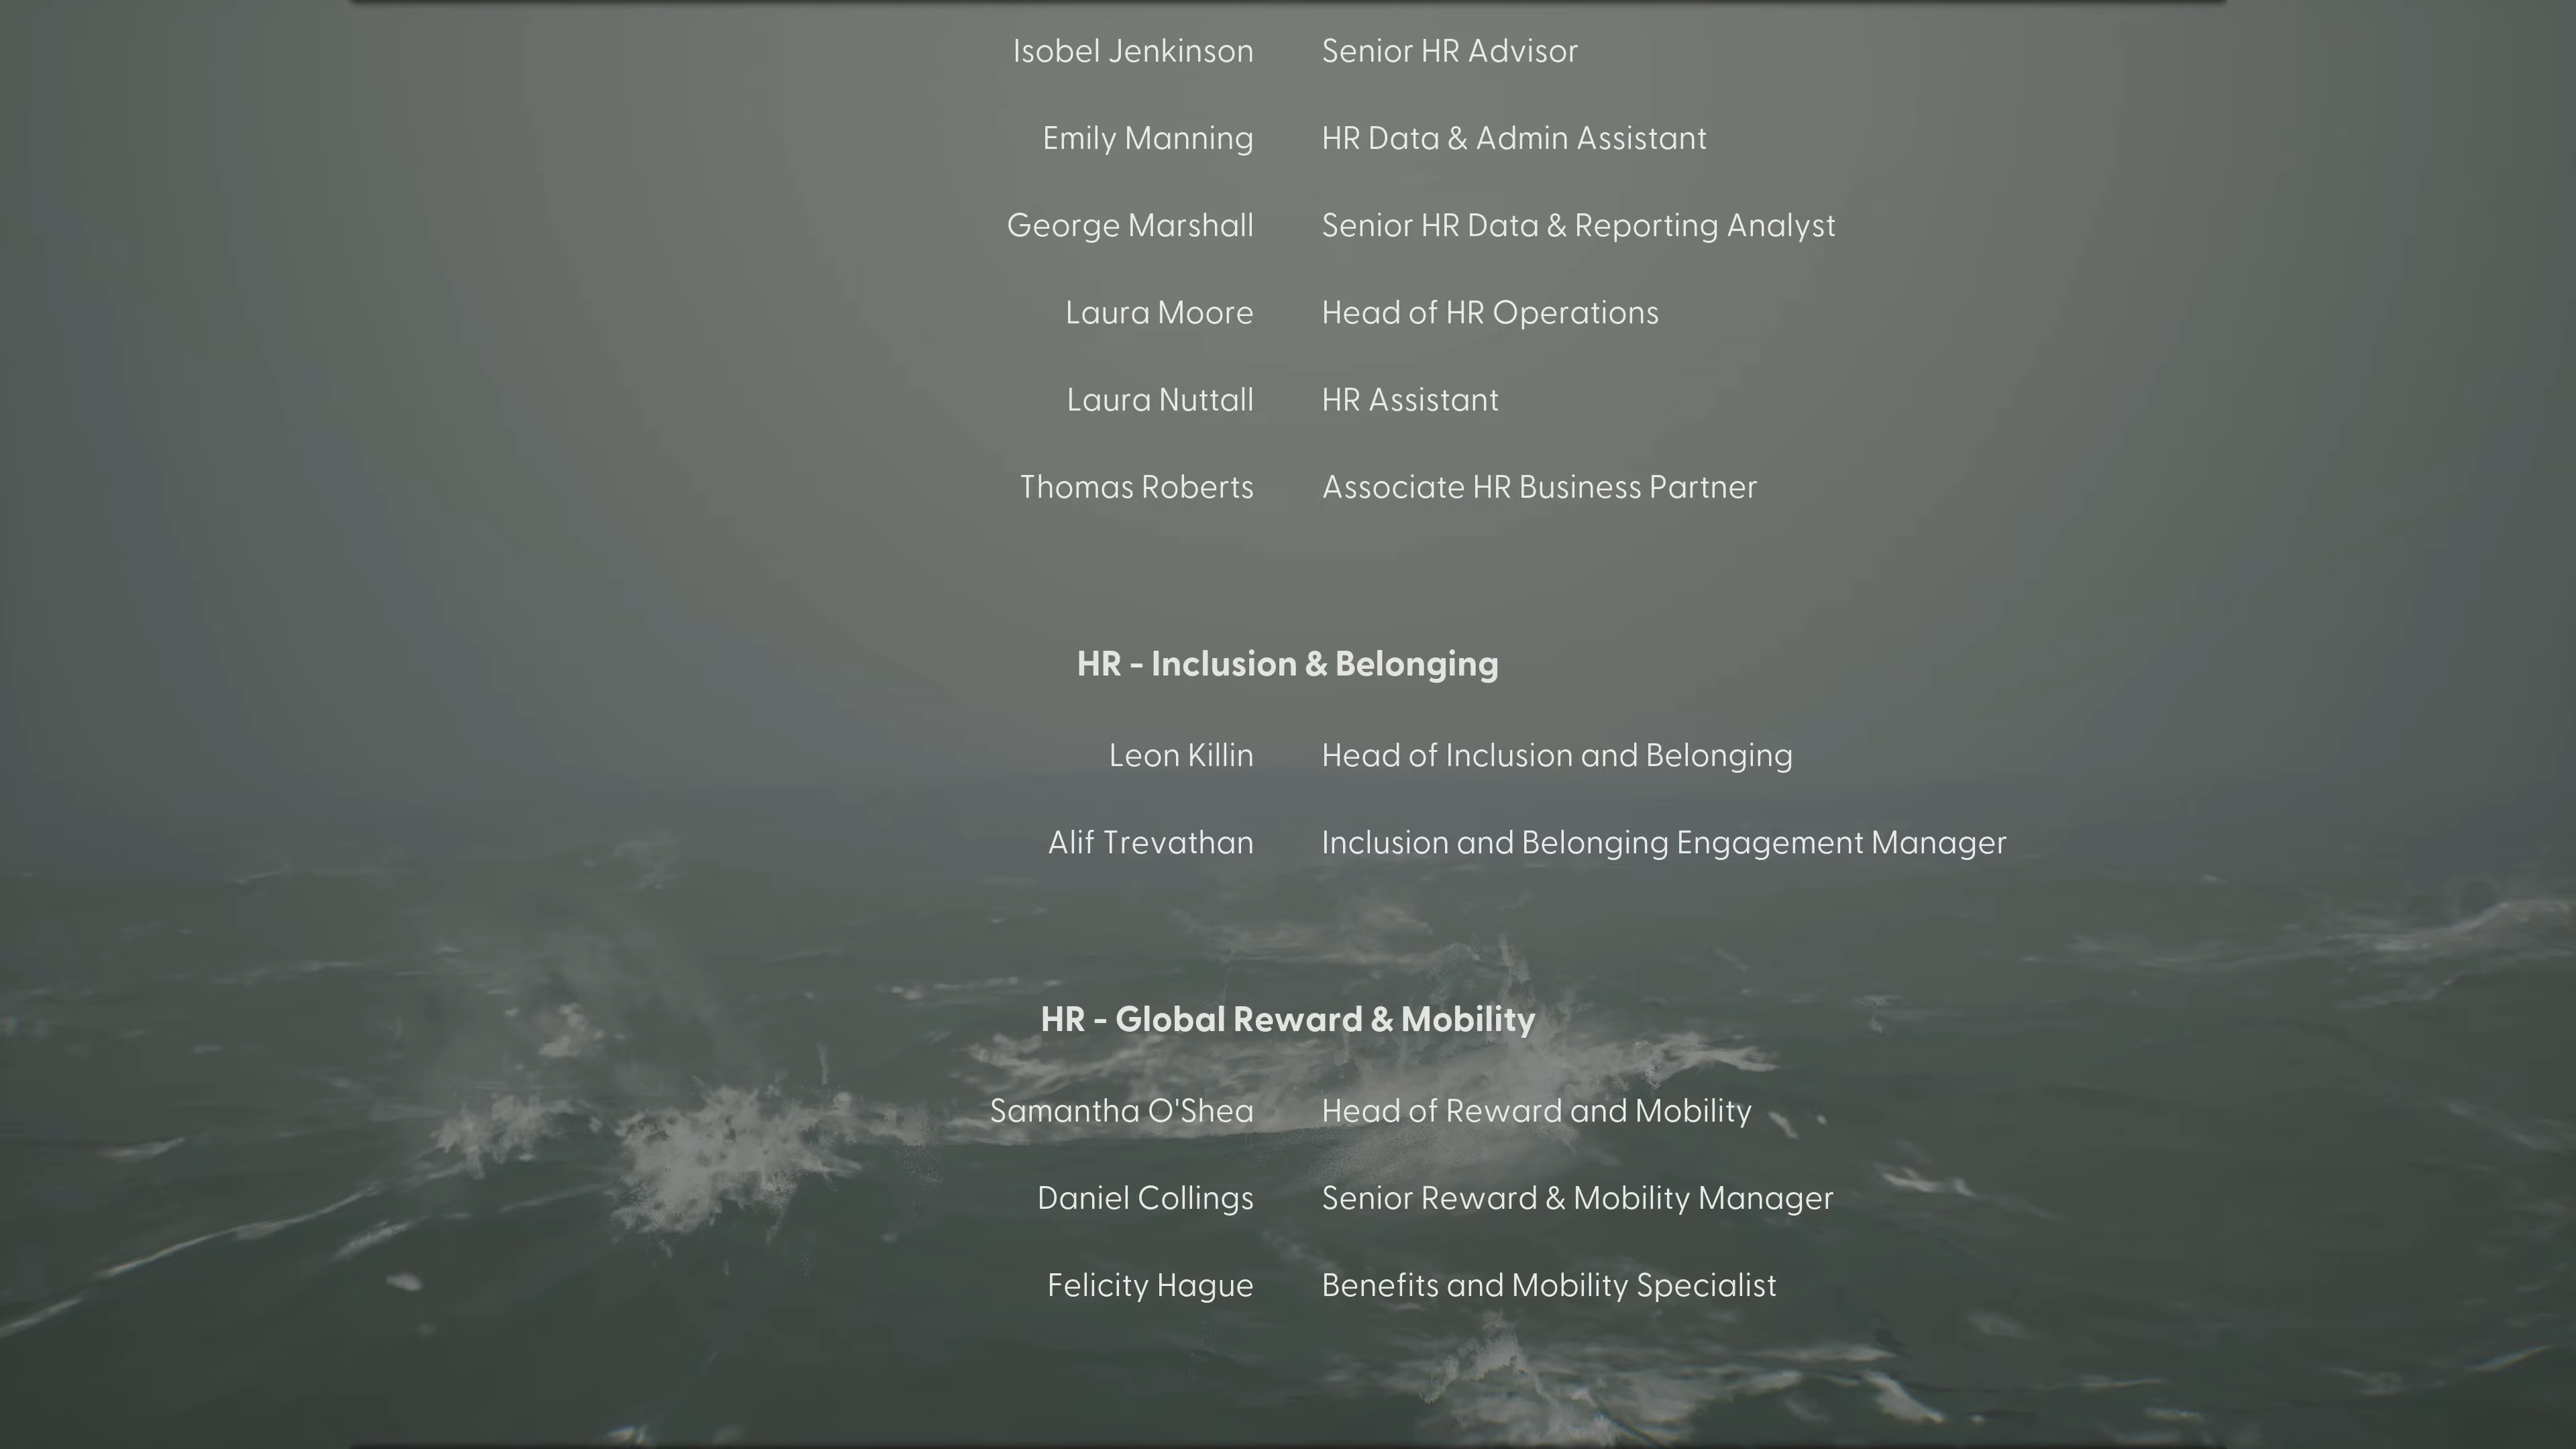 Isobel Jenkinson Senior HR Advisor
Emily Manning HR Data & Admin Assistant
George Marshall Senior HR Data & Reporting Analyst
Laura Moore Head of HR Operations
Laura Nuttall HR Assistant
Thomas Roberts Associate HR Business Partner
HR - Inclusion & Belonging
Leon Killin Head of Inclusion and Belonging
Alif Trevathan Inclusion and Belonging Engagement Manager
HR - Global Reward & Mobility
Samantha O'Shea Head of Reward and Mobility
Daniel Collings Senior Reward & Mobility Manager
Felicity Hague Benefits and Mobility Specialist